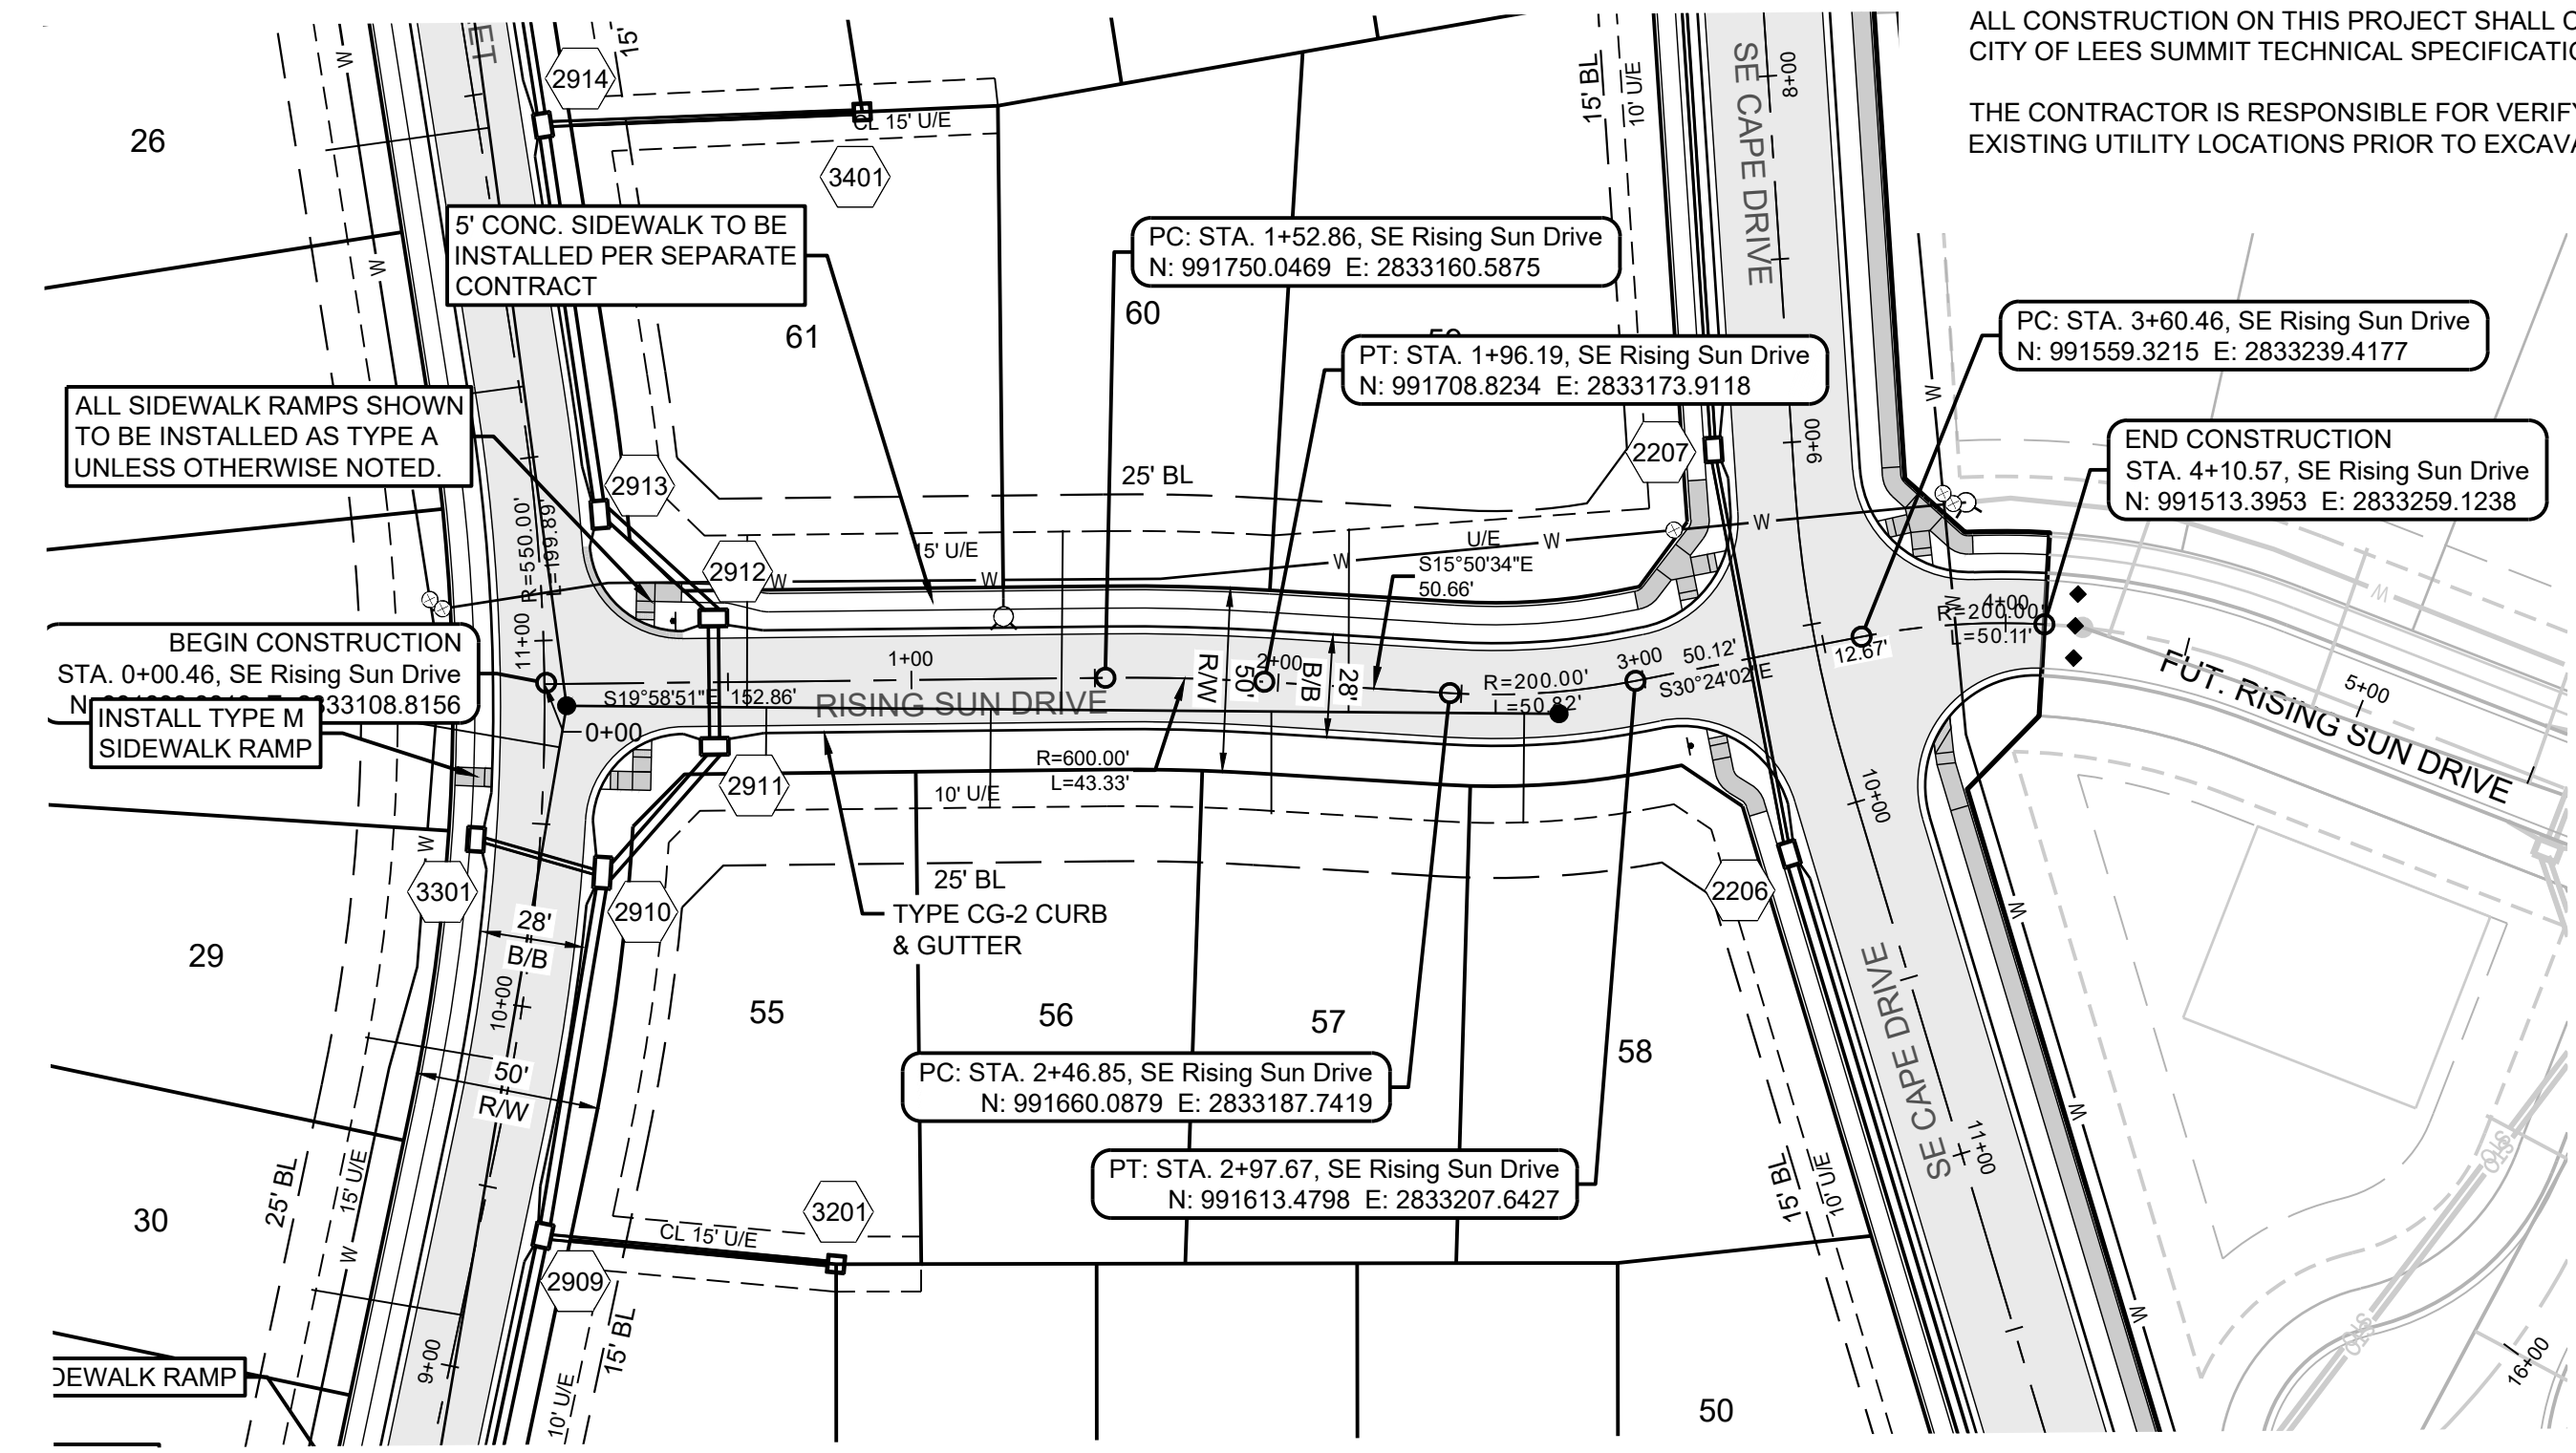 ALL CONSTRUCTION ON THIS PROJECT SHALL
CITY OF LEES SUMMIT TECHNICAL
THE CONTRACTOR IS RESPONSIBLE FOR
EXISTING UTILITY LOCATIONS PRIOR TO
15'
2914
26
CL 15' U/E
3401
15' BL
10' U/E
SE CAPE DRIVE
8+00
5' CONC. SIDEWALK TO BE
INSTALLED PER SEPARATE
CONTRACT
PC: STA. 1+52.86, SE Rising Sun Drive
N: 991750.0469 E: 2833160.5875
60
61
PT: STA. 1+96.19, SE Rising Sun Drive
N: 991708.8234 E: 2833173.9118
PC: STA. 3+60.46, SE Rising Sun Drive
N: 991559.3215 E: 2833239.4177
ALL SIDEWALK RAMPS SHOWN
TO BE INSTALLED AS TYPE A
UNLESS OTHERWISE NOTED.
END CONSTRUCTION
STA. 4+10.57, SE Rising Sun Drive
N: 991513.3953 E: 2833259.1238
9+00
2207
2913
25' BL
R=550.00'
L=199.89'
11+00
15' U/E
U/E
2912
S15°50'34"E
50.66'
W
W
W
W
W
W
W
W
BEGIN CONSTRUCTION
STA. 0+00.46, SE Rising Sun Drive
INSTALL TYPE M
SIDEWALK RAMP
0+00
S19°58'51"E 152.86'
1+00
RISING SUN DRIVE
R/W
50'
2+00
B/B
28'
R=200.00'
L=50.82'
3+00
50.12'
S30°24'02"E
12.67'
4+00
R=200.00'
L=50.11'
FUT. RISING SUN DRIVE
5+00
R=600.00'
L=43.33'
2911
10' U/E
10+00
25' BL
TYPE CG-2 CURB
& GUTTER
3301
2910
2206
28'
B/B
29
10+00
55
56
57
58
50'
R/W
PC: STA. 2+46.85, SE Rising Sun Drive
N: 991660.0879 E: 2833187.7419
SE CAPE DRIVE
11+00
PT: STA. 2+97.67, SE Rising Sun Drive
N: 991613.4798 E: 2833207.6427
25' BL
15' U/E
30
3201
CL 15' U/E
15' BL
10' U/E
2909
W
W
W
W
W
STO
STO
15' BL
10' U/E
9+00
RAMP
50
16+00